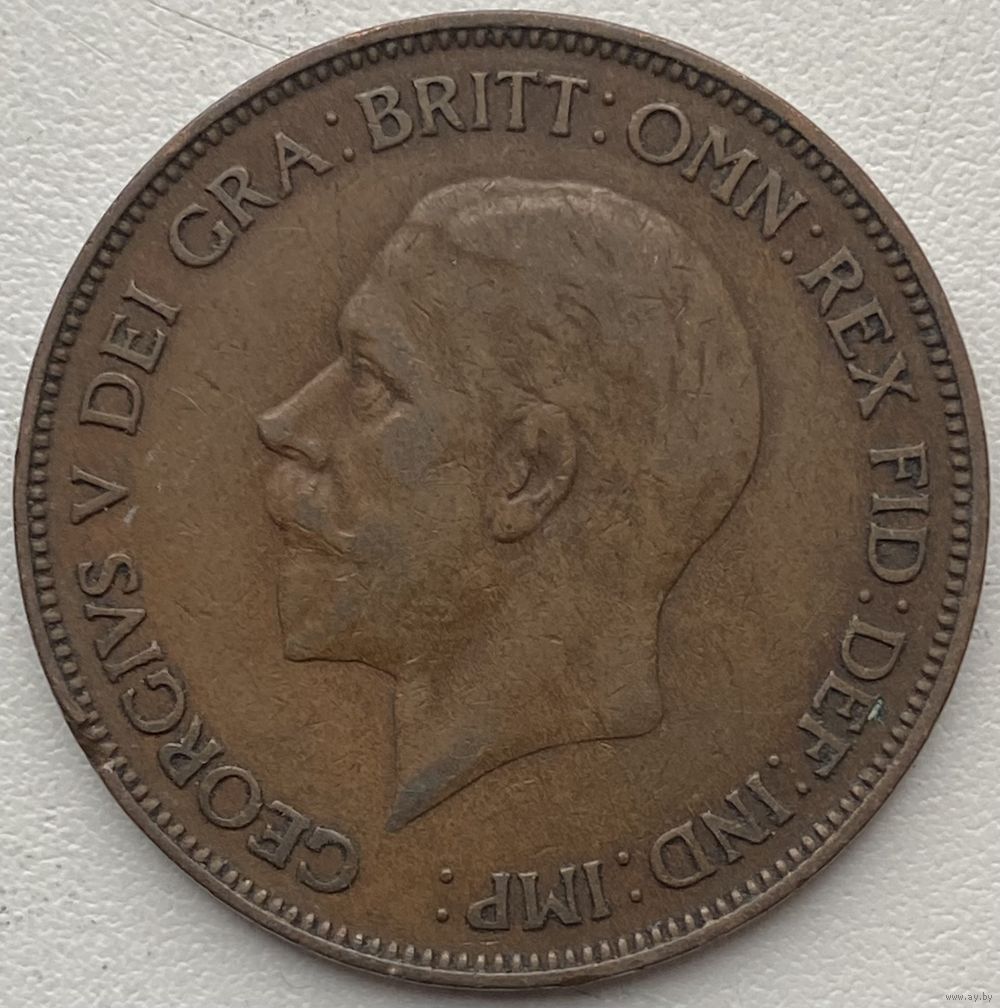 GEORGIVS V DEI GRA: BRITT: OMN: REX FID: DEF: IND: IMP:
www.ay.by